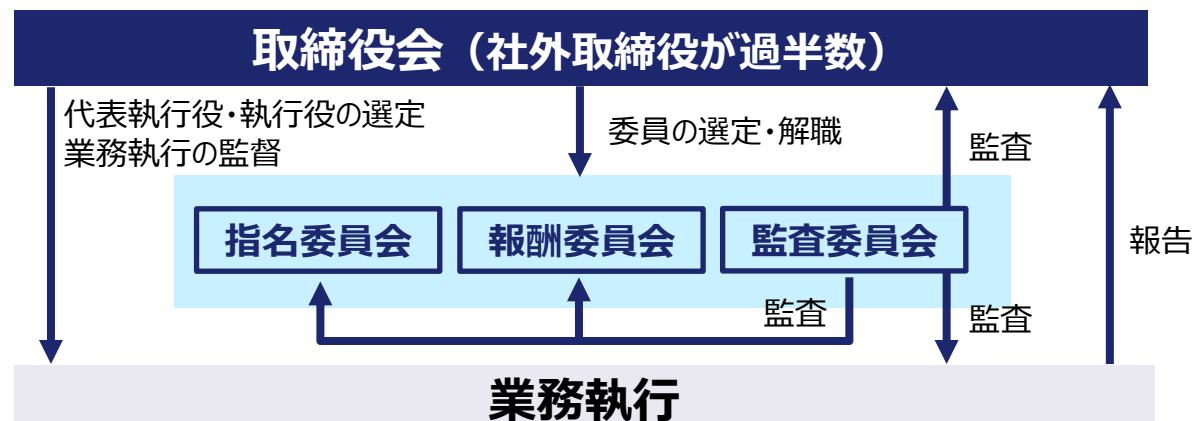 取締役会（社外取締役が過半数）
代表執行役・執行役の選定
業務執行の監督
委員の選定・解職
監査
指名委員会
報酬委員会
監査委員会
報告
監査
監査
業務執行